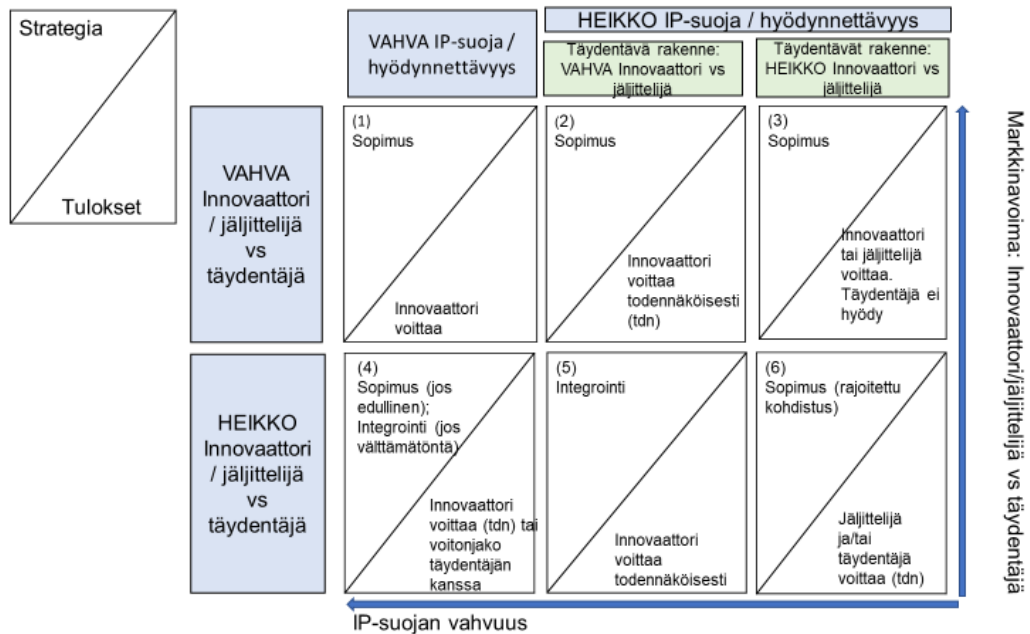 Strategia
Tulokset
VAHVA IP-suoja /
hyödynnettävyys
HEIKKO IP-suoja / hyödynnettävyys
Täydentävä rakenne:
VAHVA Innovaattori vs
jäljittelijä
Täydentävät rakenne:
HEIKKO Innovaattori vs
jäljittelijä
VAHVA
Innovaattori
/ jäljittelijä
vs
täydentäjä
(1)
Sopimus
Innovaattori
voittaa
(2)
Sopimus
Innovaattori
voittaa
todennäköisesti
(tdn)
(3)
Sopimus
Innovaattori
tai jäljittelijä
voittaa.
Täydentäjä ei
hyödy
HEIKKO
Innovaattori
/ jäljittelijä
vs
täydentäjä
(4)
Sopimus (jos
edullinen);
Integrointi (jos
välttämätöntä)
Innovaattori
voittaa (tdn) tai
voitonjako
täydentäjän
kanssa
(5)
Integrointi
Innovaattori
voittaa
todennäköisesti
(6)
Sopimus (rajoitettu
kohdistus)
Jäljittelijä
ja/tai
täydentäjä
voittaa (tdn)
Markkinavoima: Innovaattori/jäljittelijä vs täydentäjä
IP-suojan vahvuus